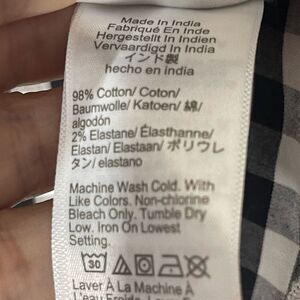 Made In India
Fabriqué En Inde
Hergestellt In Indien
Vervaardigd In India
インド製
hecho en india
98% Cotton/ Coton/
Baumwolle/ Katoen/ 綿/
algodón
2% Elastane/ Élasthanne/
Elastan/ Elastaan/ ポリウレ
タン/ elastano
Machine Wash Cold. With
Like Colors. Non-chlorine
Bleach Only. Tumble Dry
Low. Iron On Lowest
Setting.
30
Laver À La Machine À
L'eau Froide.